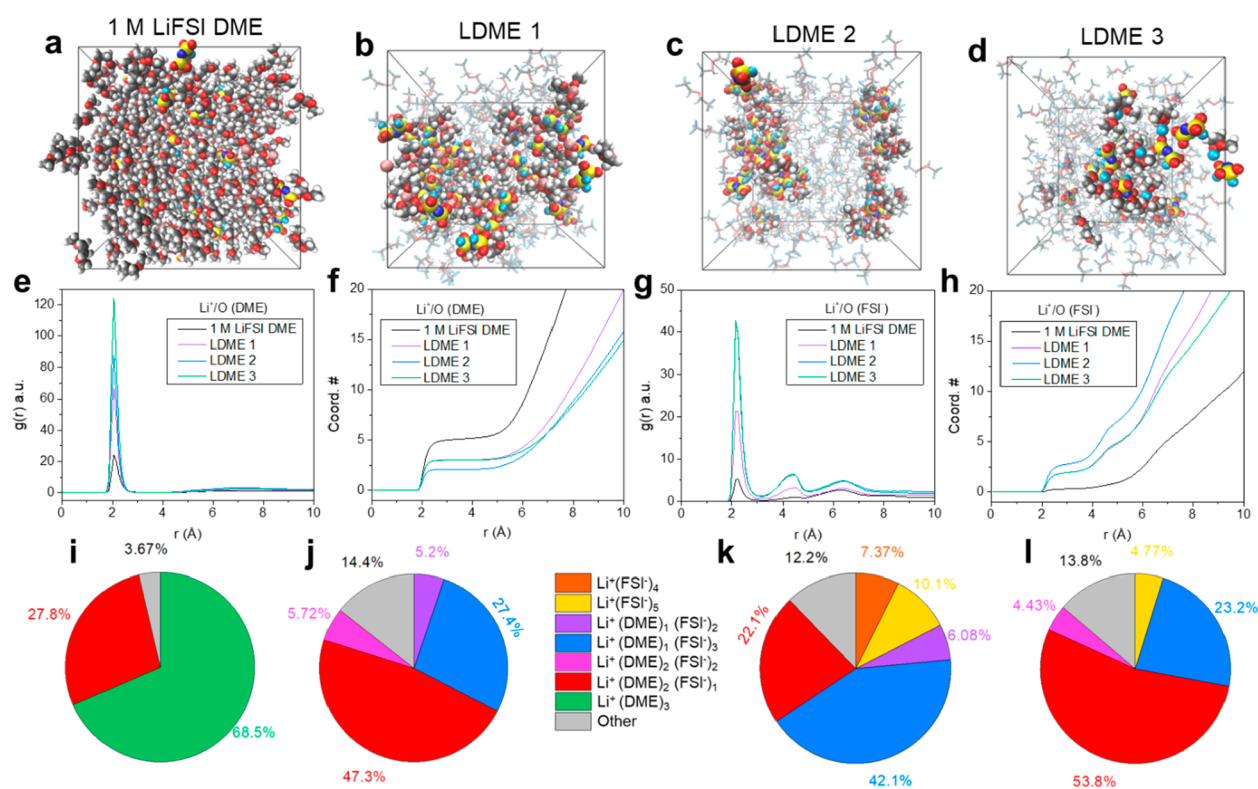 1 M LiFSI DME
LDME 1
LDME 2
LDME 3
a
b
c
d
e
f
g
h
120
110
100
90
80
70
60
50
40
30
20
10
0
g(r) a.u.
Li⁺/O (DME)
1 M LiFSI DME
LDME 1
LDME 2
LDME 3
0 2 4 6 8 10
r (Å)
20
15
10
5
0
Coord. #
Li⁺/O (DME)
1 M LiFSI DME
LDME 1
LDME 2
LDME 3
0 2 4 6 8 10
r (Å)
50
40
30
20
10
0
g(r) a.u.
Li⁺/O (FSI⁻)
1 M LiFSI DME
LDME 1
LDME 2
LDME 3
0 2 4 6 8 10
r (Å)
20
15
10
5
0
Coord. #
Li⁺/O (FSI⁻)
1 M LiFSI DME
LDME 1
LDME 2
LDME 3
0 2 4 6 8 10
r (Å)
i
3.67%
27.8%
68.5%
j
5.2%
14.4%
5.72%
27.4%
47.3%
Li⁺(FSI⁻)₄
Li⁺(FSI⁻)₅
Li⁺ (DME)₁ (FSI⁻)₂
Li⁺ (DME)₁ (FSI⁻)₃
Li⁺ (DME)₂ (FSI⁻)₂
Li⁺ (DME)₂ (FSI⁻)₁
Li⁺ (DME)₃
Other
k
12.2%
7.37%
10.1%
22.1%
6.08%
42.1%
l
13.8%
4.77%
4.43%
23.2%
53.8%